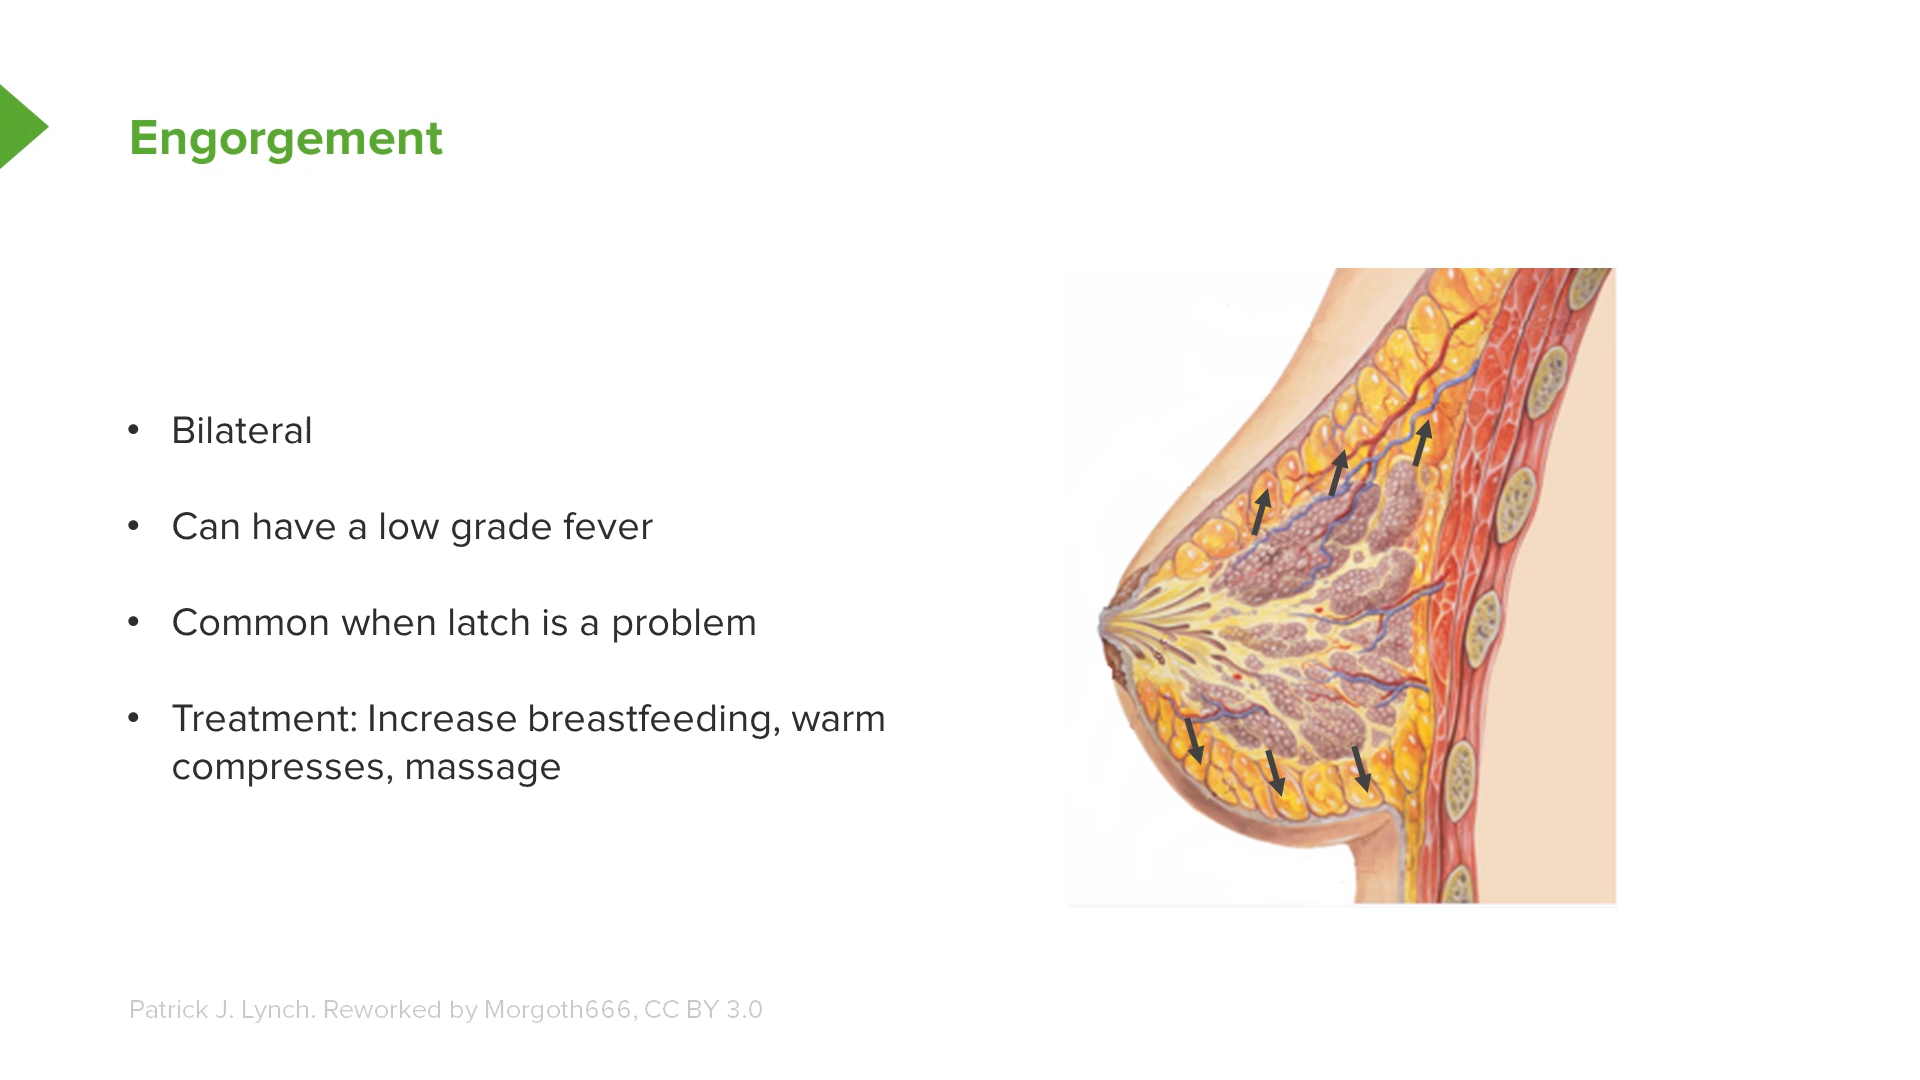 Engorgement
• Bilateral
• Can have a low grade fever
• Common when latch is a problem
• Treatment: Increase breastfeeding, warm
compresses, massage
Patrick J. Lynch. Reworked by Morgoth666, CC BY 3.0